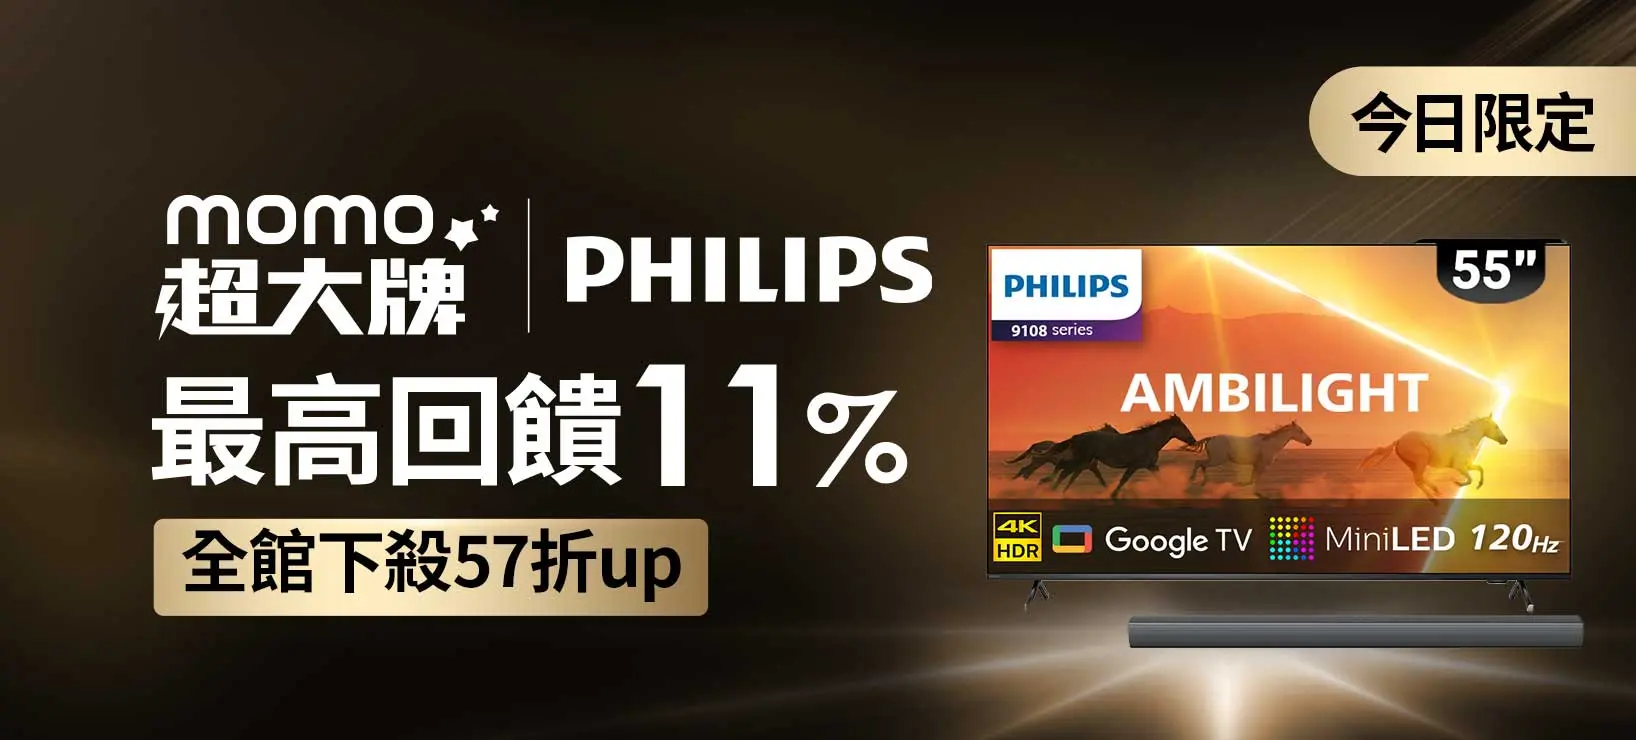 今日限定
momo
超大牌
PHILIPS
最高回饋11%
全館下殺57折up
55"
PHILIPS
9108 series
AMBILIGHT
4K
HDR
Google TV
MiniLED
120Hz